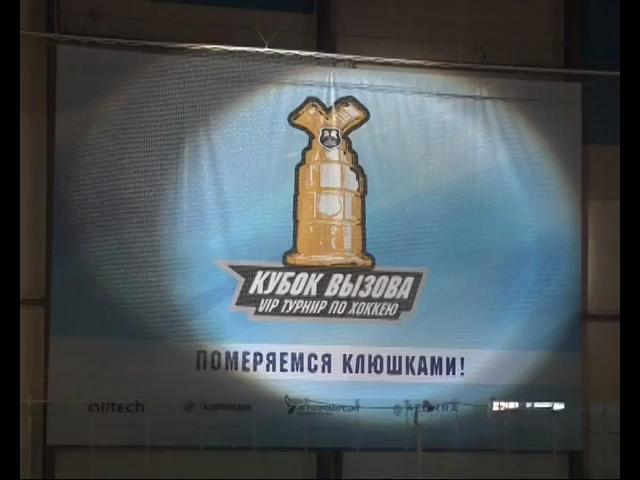 КУБОК ВЫЗОВА
VIP ТУРНИР ПО ХОККЕЮ
ПОМЕРЯЕМСЯ КЛЮШКАМИ!
alltech